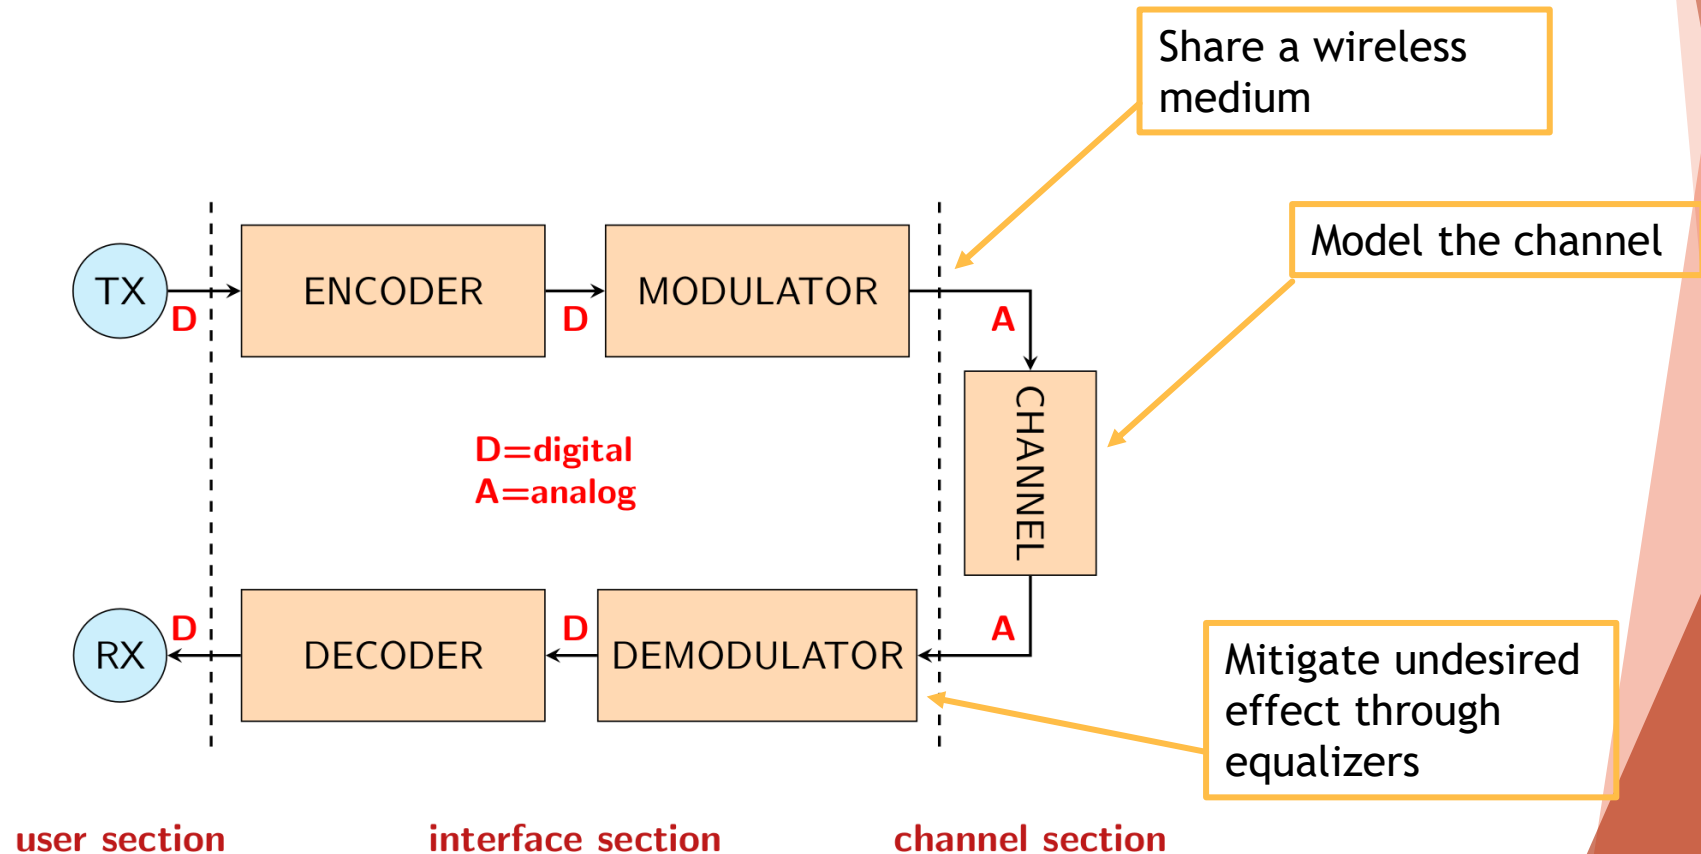 Share a wireless
medium
Model the channel
TX
D
ENCODER
D
MODULATOR
A
CHANNEL
D=digital
A=analog
RX
D
DECODER
D
DEMODULATOR
A
Mitigate undesired
effect through
equalizers
user section
interface section
channel section